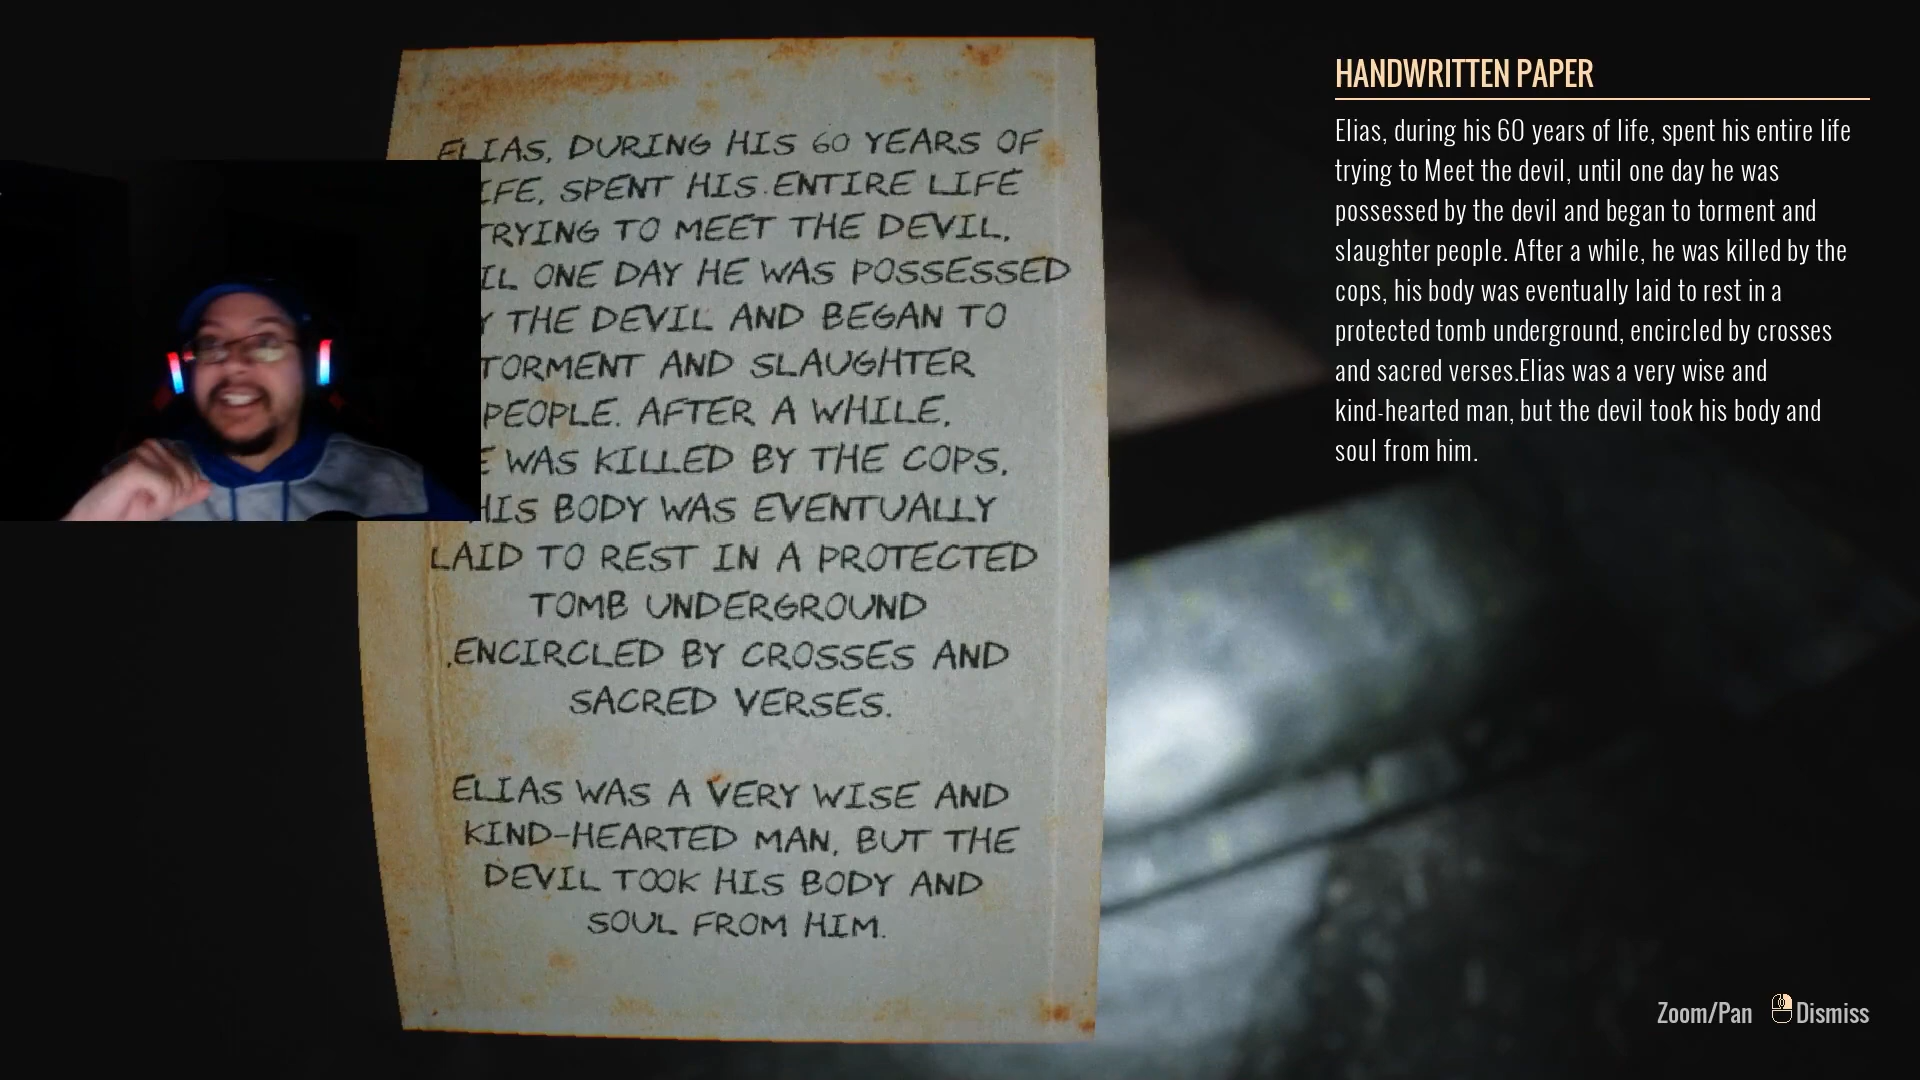 ELIAS, DURING HIS 60 YEARS OF
IFE, SPENT HIS ENTIRE LIFE
TRYING TO MEET THE DEVIL,
IL ONE DAY HE WAS POSSESSED
Y THE DEVIL AND BEGAN TO
TORMENT AND SLAUGHTER
PEOPLE. AFTER A WHILE,
E WAS KILLED BY THE COPS,
HIS BODY WAS EVENTUALLY
LAID TO REST IN A PROTECTED
TOMB UNDERGROUND
,ENCIRCLED BY CROSSES AND
SACRED VERSES.
ELIAS WAS A VERY WISE AND
KIND-HEARTED MAN, BUT THE
DEVIL TOOK HIS BODY AND
SOUL FROM HIM.
HANDWRITTEN PAPER
Elias, during his 60 years of life, spent his entire life
trying to Meet the devil, until one day he was
possessed by the devil and began to torment and
slaughter people. After a while, he was killed by the
cops, his body was eventually laid to rest in a
protected tomb underground, encircled by crosses
and sacred verses.Elias was a very wise and
kind-hearted man, but the devil took his body and
soul from him.
Zoom/Pan Dismiss